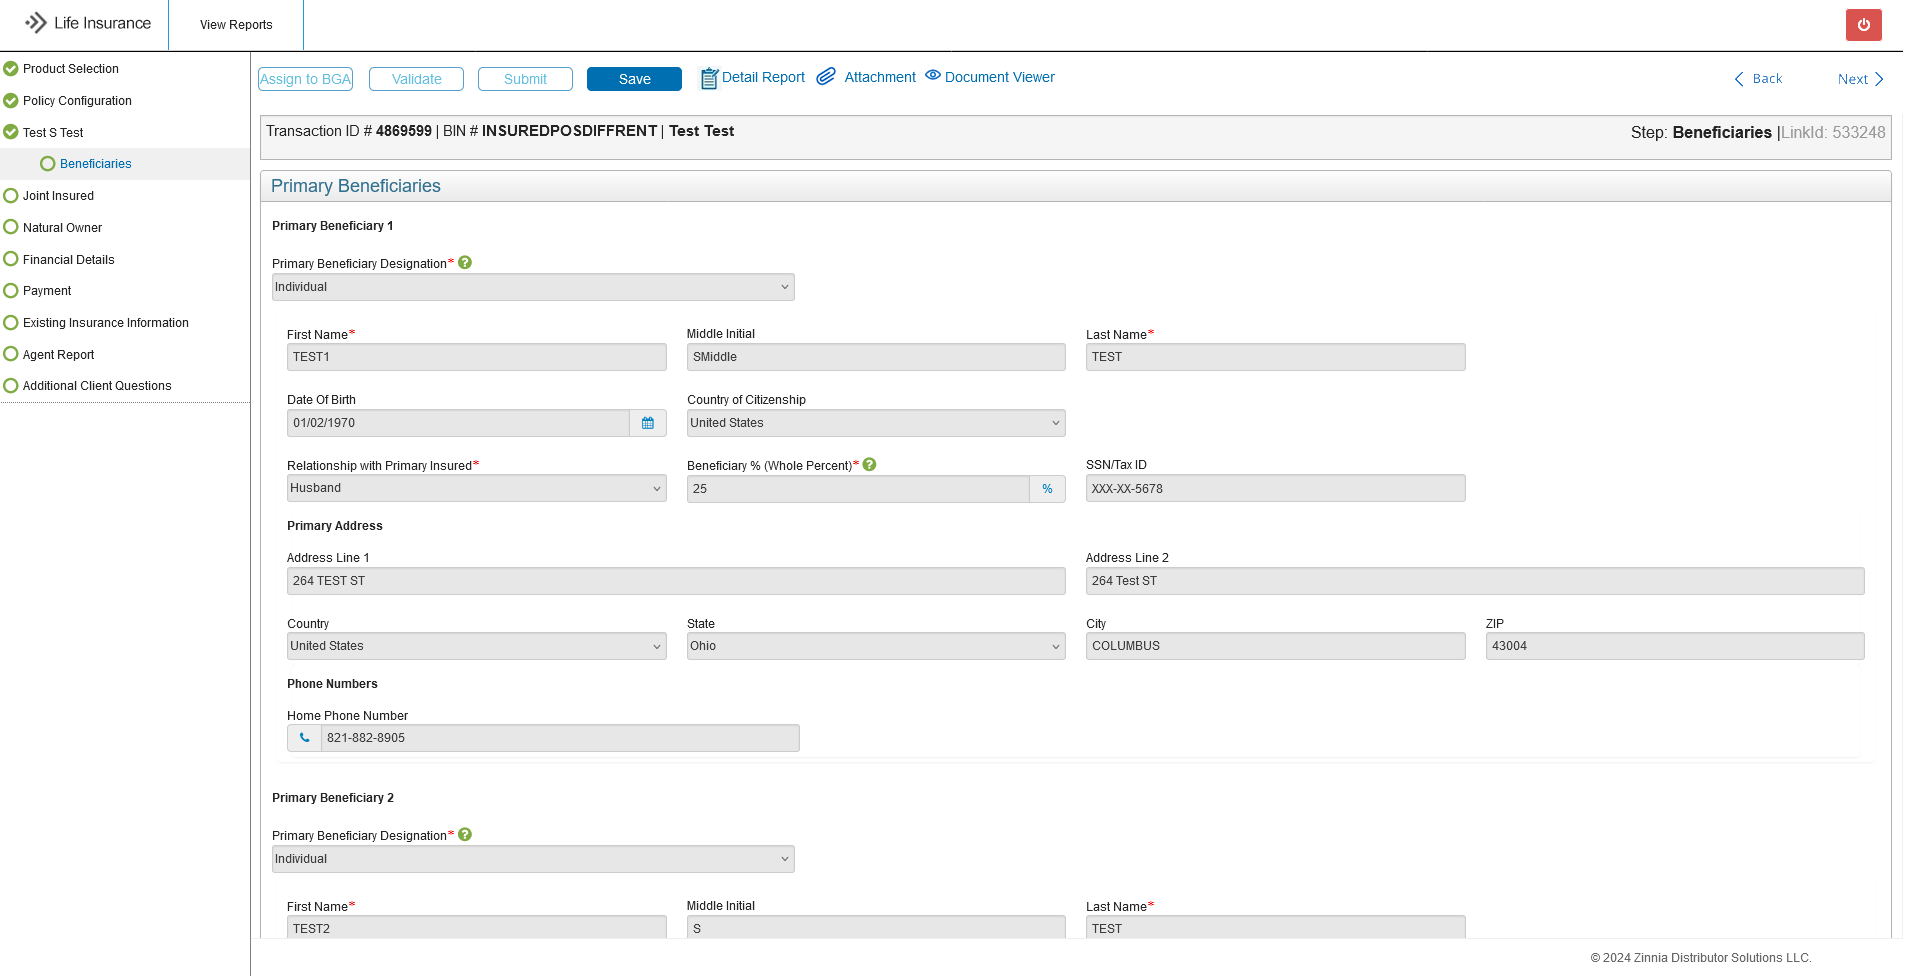 Life Insurance
View Reports
Product Selection
Policy Configuration
Test S Test
Beneficiaries
Joint Insured
Natural Owner
Financial Details
Payment
Existing Insurance Information
Agent Report
Additional Client Questions
Assign to BGA Validate Submit Save Detail Report Attachment Document Viewer Back Next
Transaction ID # 4869599 | BIN # INSUREDPOSDIFFRENT | Test Test Step: Beneficiaries |LinkId: 533248
Primary Beneficiaries
Primary Beneficiary 1
Primary Beneficiary Designation* ?
Individual
First Name* Middle Initial Last Name*
TEST1 SMiddle TEST
Date Of Birth Country of Citizenship
01/02/1970 United States
Relationship with Primary Insured* Beneficiary % (Whole Percent)* ? SSN/Tax ID
Husband 25 % XXX-XX-5678
Primary Address
Address Line 1 Address Line 2
264 TEST ST 264 Test ST
Country State City ZIP
United States Ohio COLUMBUS 43004
Phone Numbers
Home Phone Number
821-882-8905
Primary Beneficiary 2
Primary Beneficiary Designation* ?
Individual
First Name* Middle Initial Last Name*
TEST2 S TEST
© 2024 Zinnia Distributor Solutions LLC.